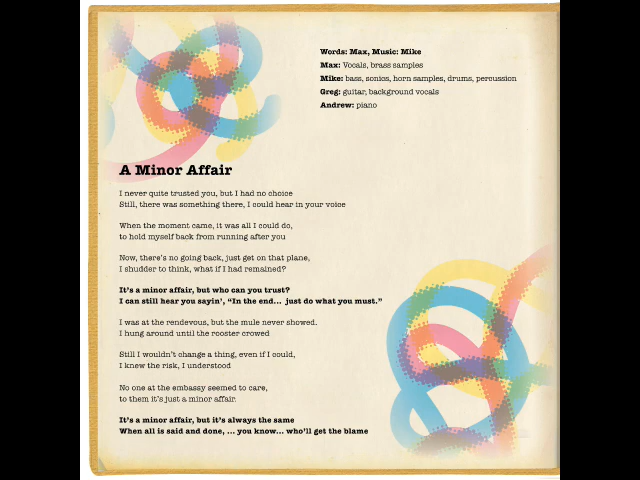 Words: Max, Music: Mike
Max: Vocals, brass samples
Mike: bass, sonios, horn samples, drums, percussion
Greg: guitar, background vocals
Andrew: piano
A Minor Affair
I never quite trusted you, but I had no choice
Still, there was something there, I could hear in your voice
When the moment came, it was all I could do,
to hold myself back from running after you
Now, there's no going back, just get on that plane,
I shudder to think, what if I had remained?
It's a minor affair, but who can you trust?
I can still hear you sayin', "In the end... just do what you must."
I was at the rendevous, but the mule never showed.
I hung around until the rooster crowed
Still I wouldn't change a thing, even if I could,
I knew the risk, I understood
No one at the embassy seemed to care,
to them it's just a minor affair.
It's a minor affair, but it's always the same
When all is said and done, ... you know... who'll get the blame